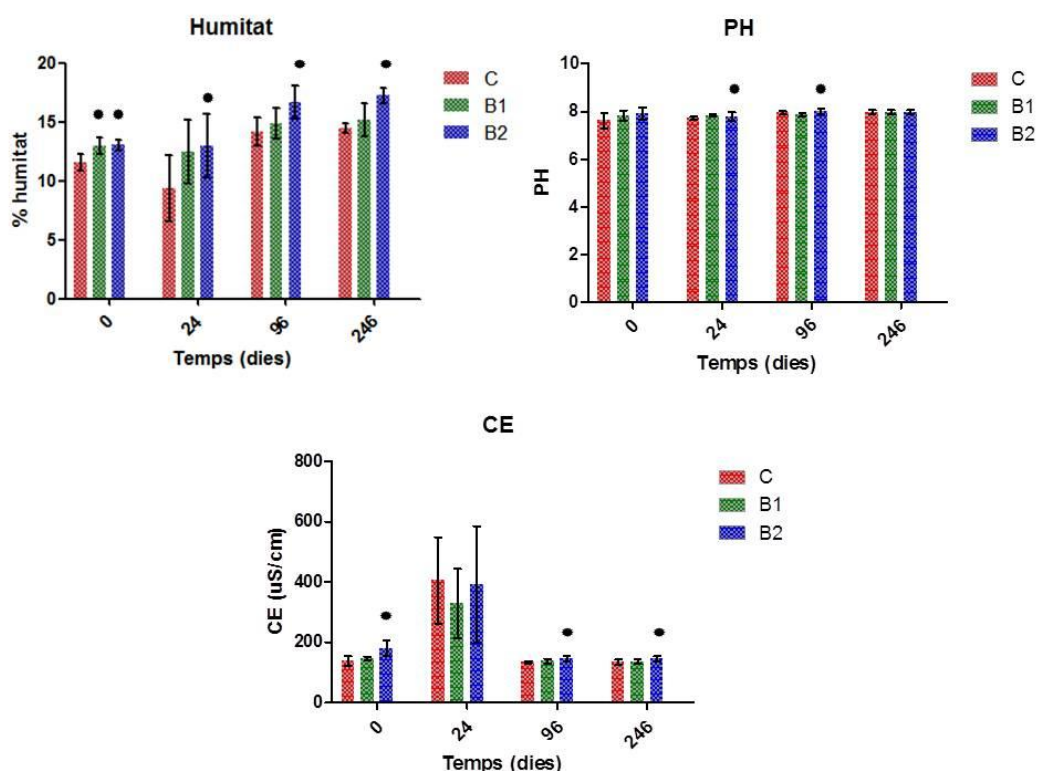 Humitat
% humitat
20
15
10
5
0
0
24
96
246
Temps (dies)
C
B1
B2
PH
PH
10
8
6
4
2
0
0
24
96
246
Temps (dies)
C
B1
B2
CE
CE (uS/cm)
800
600
400
200
0
0
24
96
246
Temps (dies)
C
B1
B2